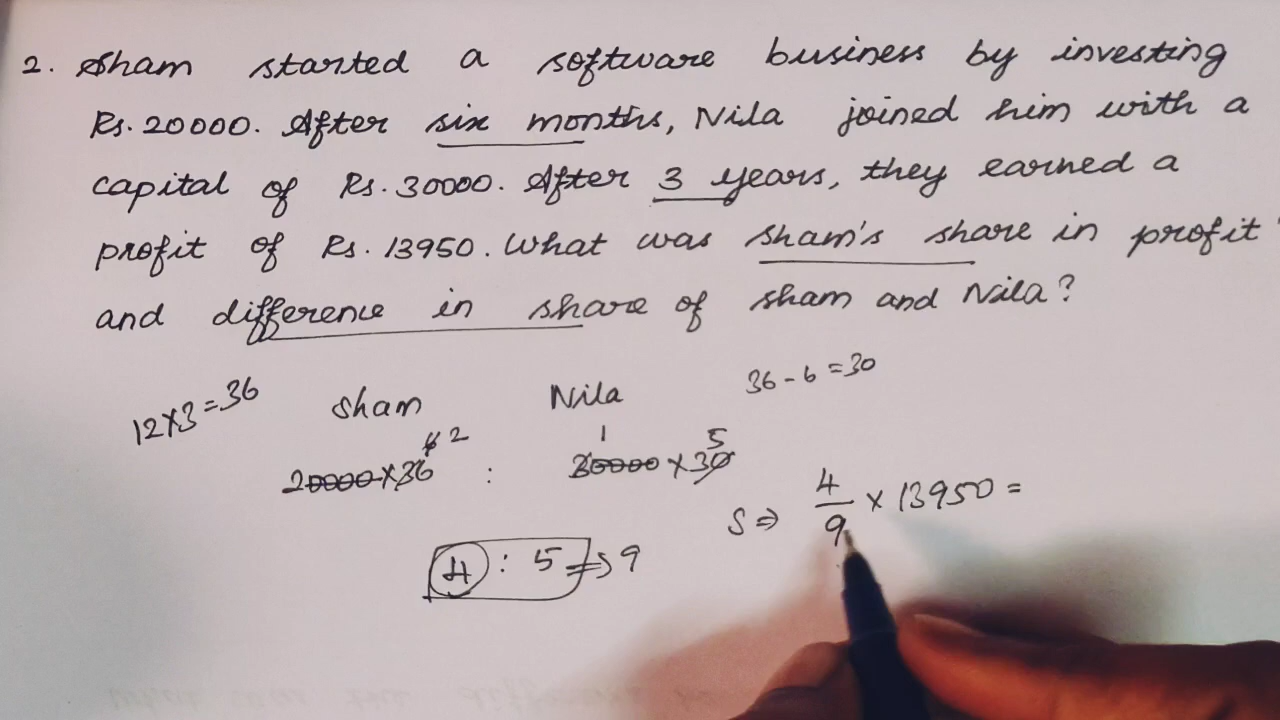 2. Sham started a software business by investing
Rs. 20000. After six months, Nila joined him with a
capital of Rs. 30000. After 3 years, they earned a
profit of Rs. 13950. What was sham's share in profit
and difference in share of sham and Nila?
12×3=36
Sham Nila
36-6=30
6 2 1 5
20000×36 : 30000×30
S⇒ 4/9 × 13950 =
4 : 5 ⇒ 9